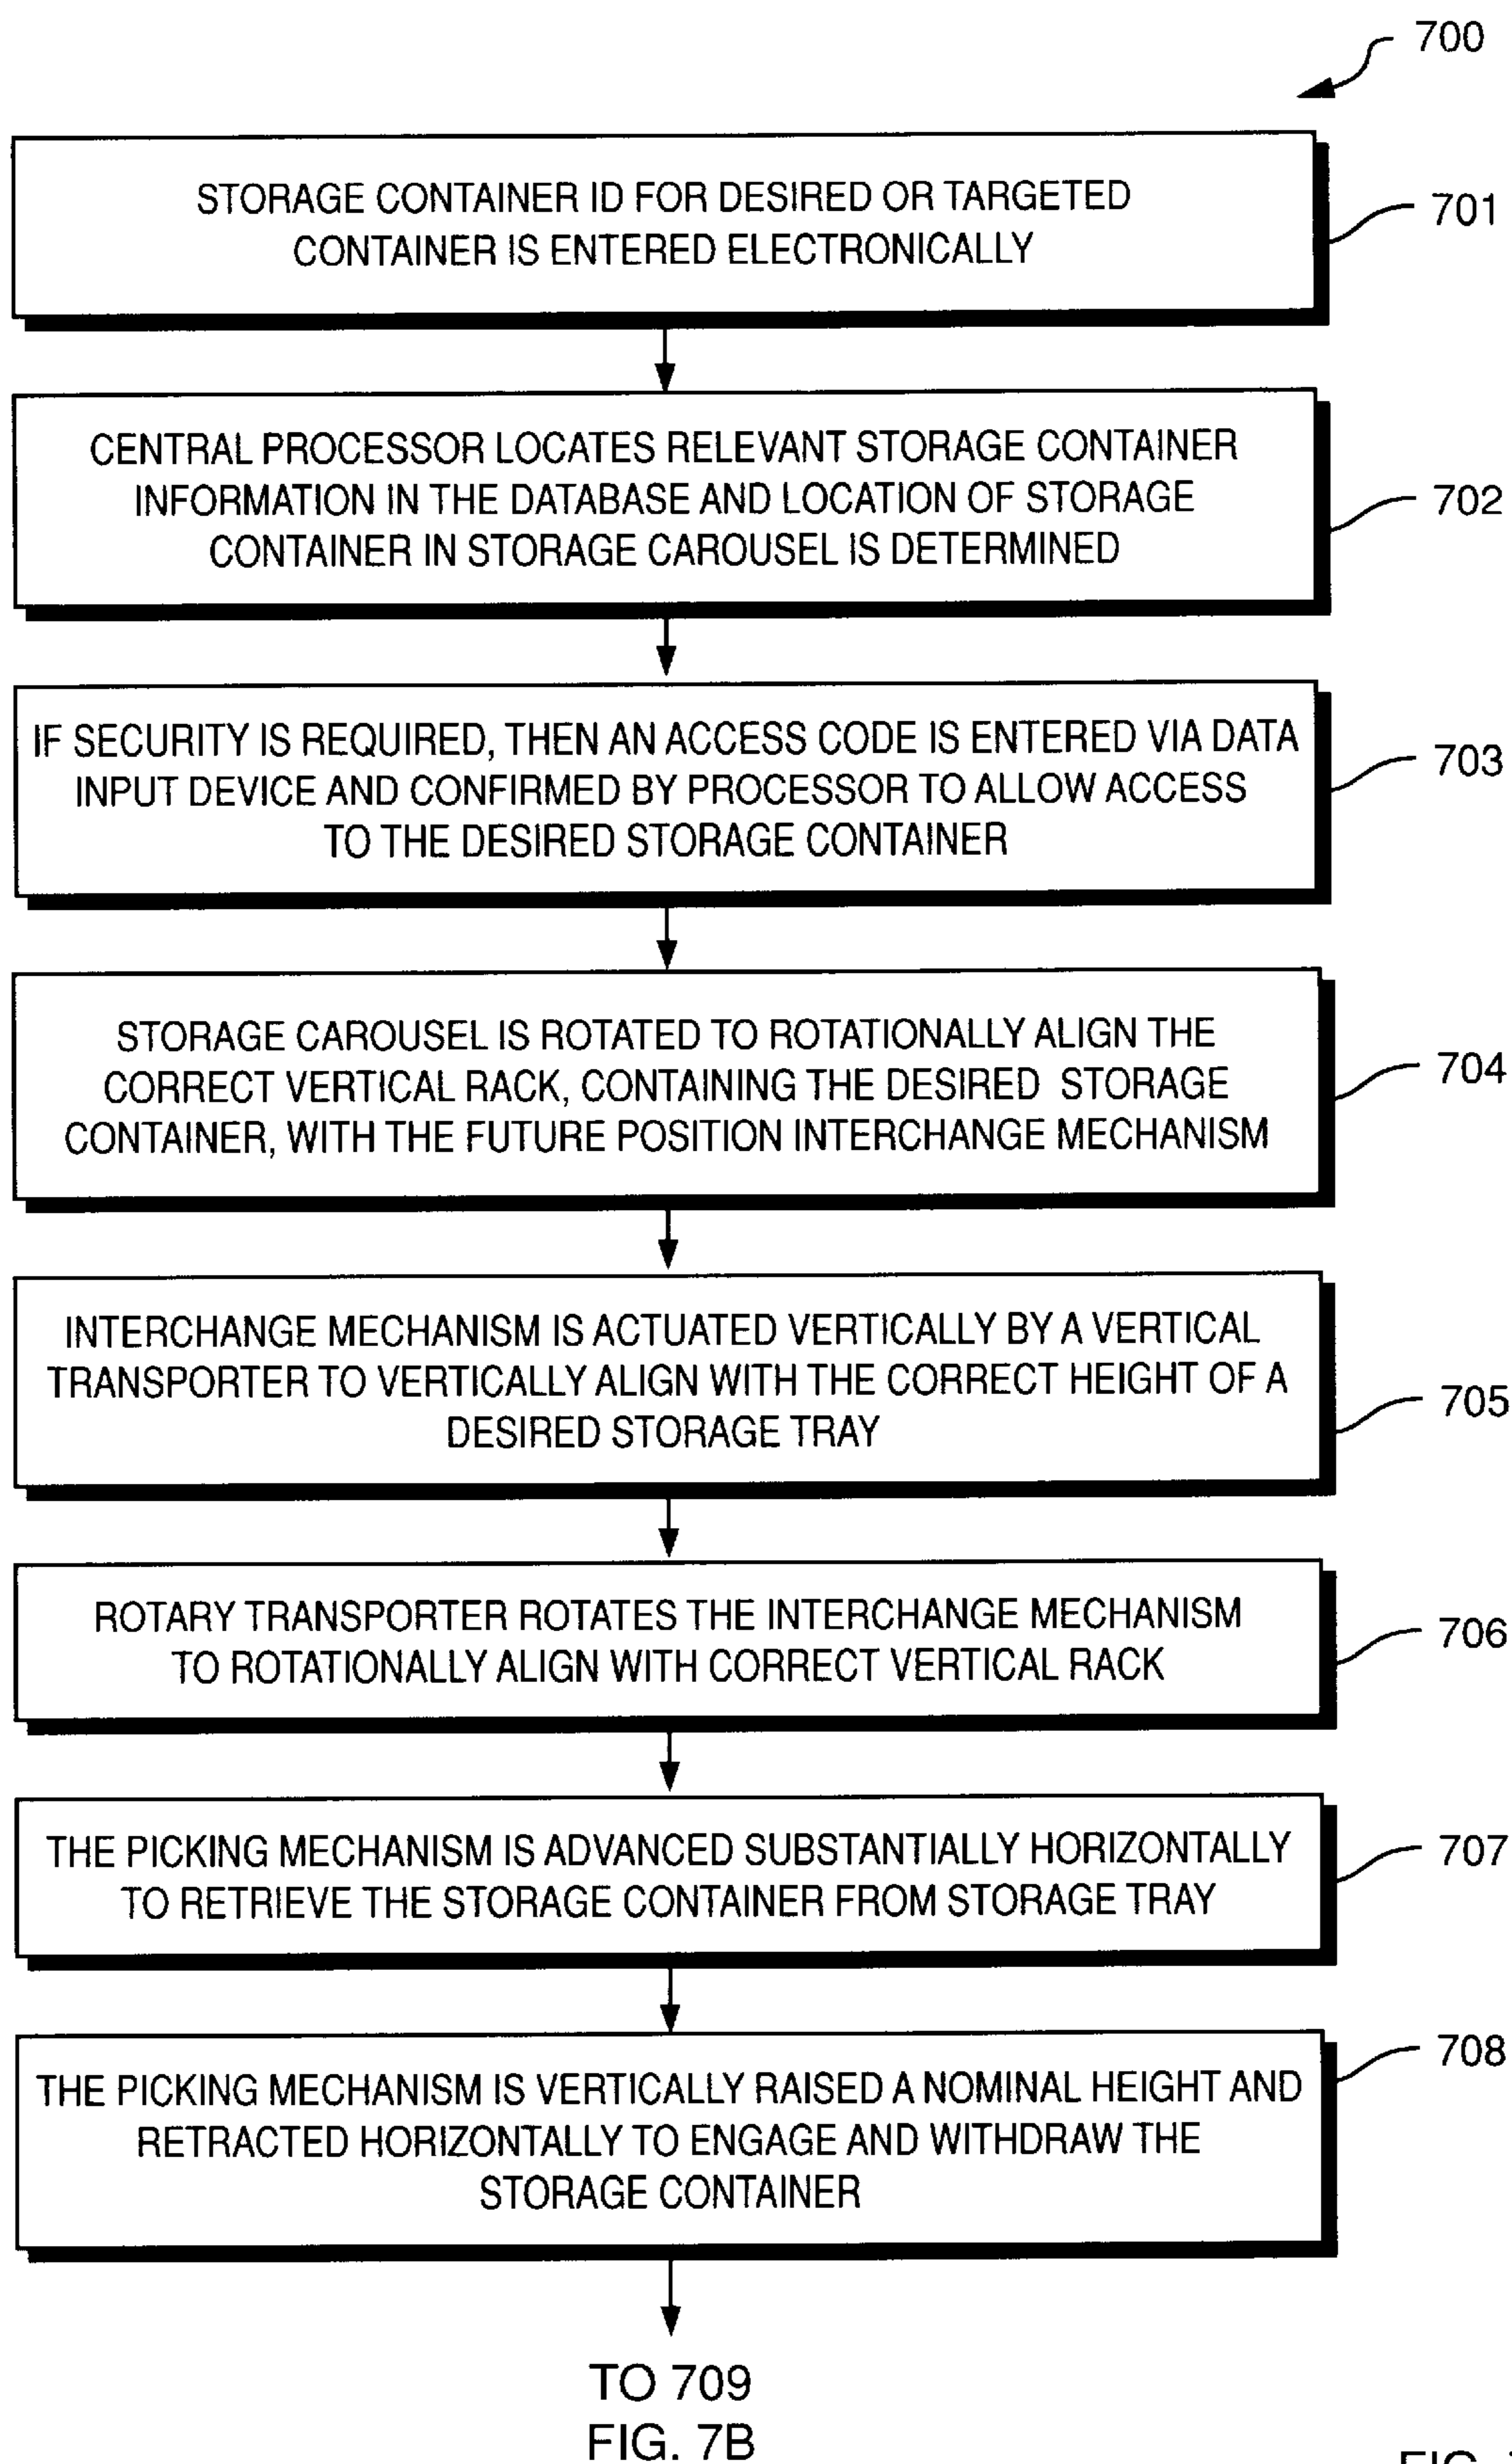 700
STORAGE CONTAINER ID FOR DESIRED OR TARGETED
CONTAINER IS ENTERED ELECTRONICALLY
701
CENTRAL PROCESSOR LOCATES RELEVANT STORAGE CONTAINER
INFORMATION IN THE DATABASE AND LOCATION OF STORAGE
CONTAINER IN STORAGE CAROUSEL IS DETERMINED
702
IF SECURITY IS REQUIRED, THEN AN ACCESS CODE IS ENTERED VIA DATA
INPUT DEVICE AND CONFIRMED BY PROCESSOR TO ALLOW ACCESS
TO THE DESIRED STORAGE CONTAINER
703
STORAGE CAROUSEL IS ROTATED TO ROTATIONALLY ALIGN THE
CORRECT VERTICAL RACK, CONTAINING THE DESIRED STORAGE
CONTAINER, WITH THE FUTURE POSITION INTERCHANGE MECHANISM
704
INTERCHANGE MECHANISM IS ACTUATED VERTICALLY BY A VERTICAL
TRANSPORTER TO VERTICALLY ALIGN WITH THE CORRECT HEIGHT OF A
DESIRED STORAGE TRAY
705
ROTARY TRANSPORTER ROTATES THE INTERCHANGE MECHANISM
TO ROTATIONALLY ALIGN WITH CORRECT VERTICAL RACK
706
THE PICKING MECHANISM IS ADVANCED SUBSTANTIALLY HORIZONTALLY
TO RETRIEVE THE STORAGE CONTAINER FROM STORAGE TRAY
707
THE PICKING MECHANISM IS VERTICALLY RAISED A NOMINAL HEIGHT AND
RETRACTED HORIZONTALLY TO ENGAGE AND WITHDRAW THE
STORAGE CONTAINER
708
TO 709
FIG. 7B